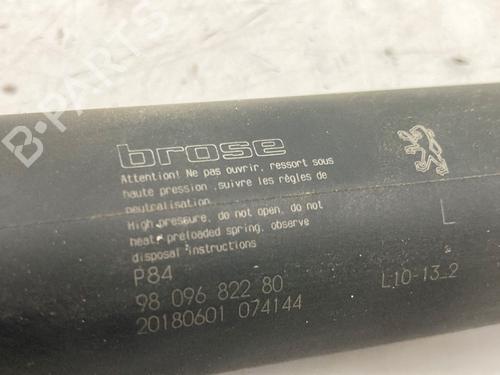 B-PARTS
brose
Attention! Ne pas ouvrir, ressort sous
haute pression ,suivre les règles de
neutralisation
High pressure, do not open, do not
heat, preloaded spring, observe
disposal instructions
L
P84
98 096 822 80
L10-13_2
20180601 074144